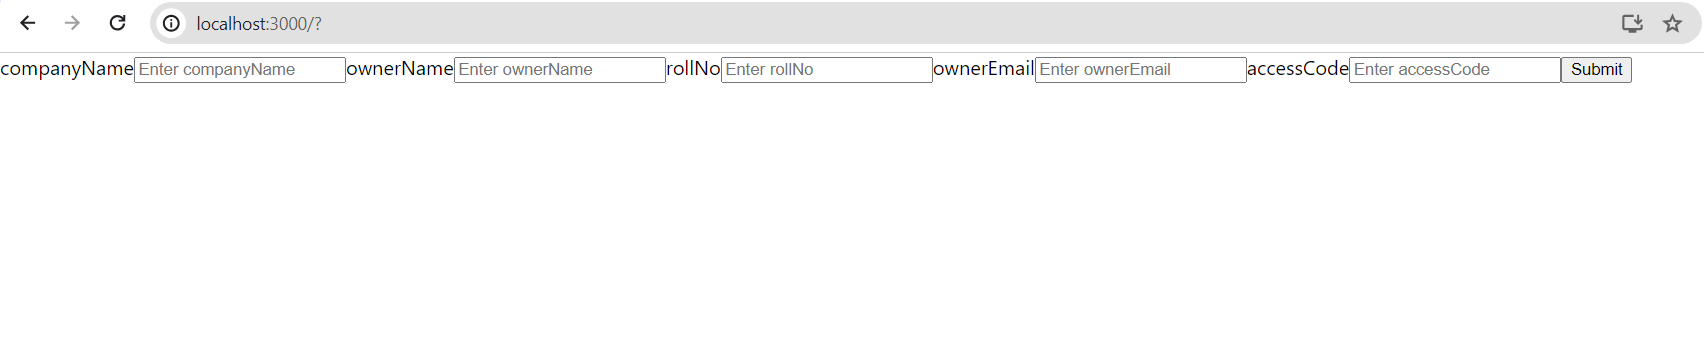 localhost:3000/?
companyName Enter companyName ownerName Enter ownerName rollNo Enter rollNo ownerEmail Enter ownerEmail accessCode Enter accessCode Submit